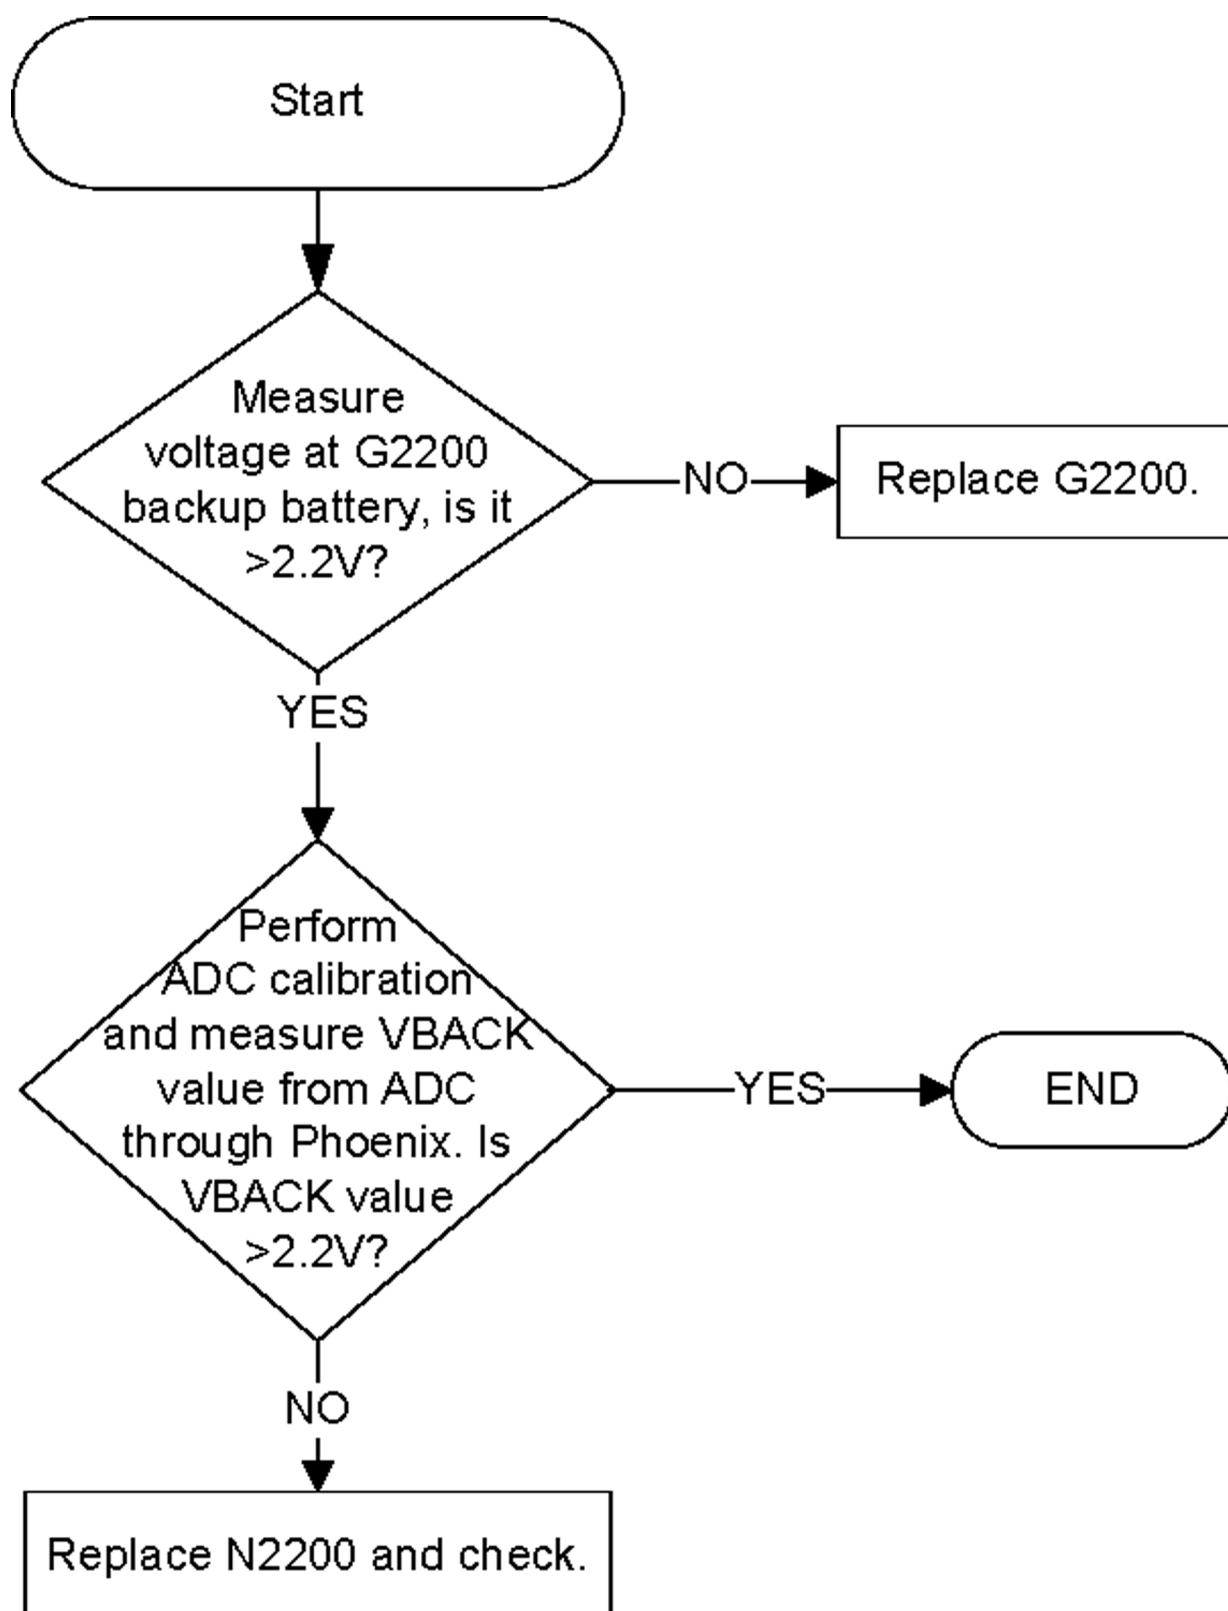 Start
Measure
voltage at G2200
backup battery, is it
>2.2V?
NO
Replace G2200.
YES
Perform
ADC calibration
and measure VBACK
value from ADC
through Phoenix. Is
VBACK value
>2.2V?
YES
END
NO
Replace N2200 and check.